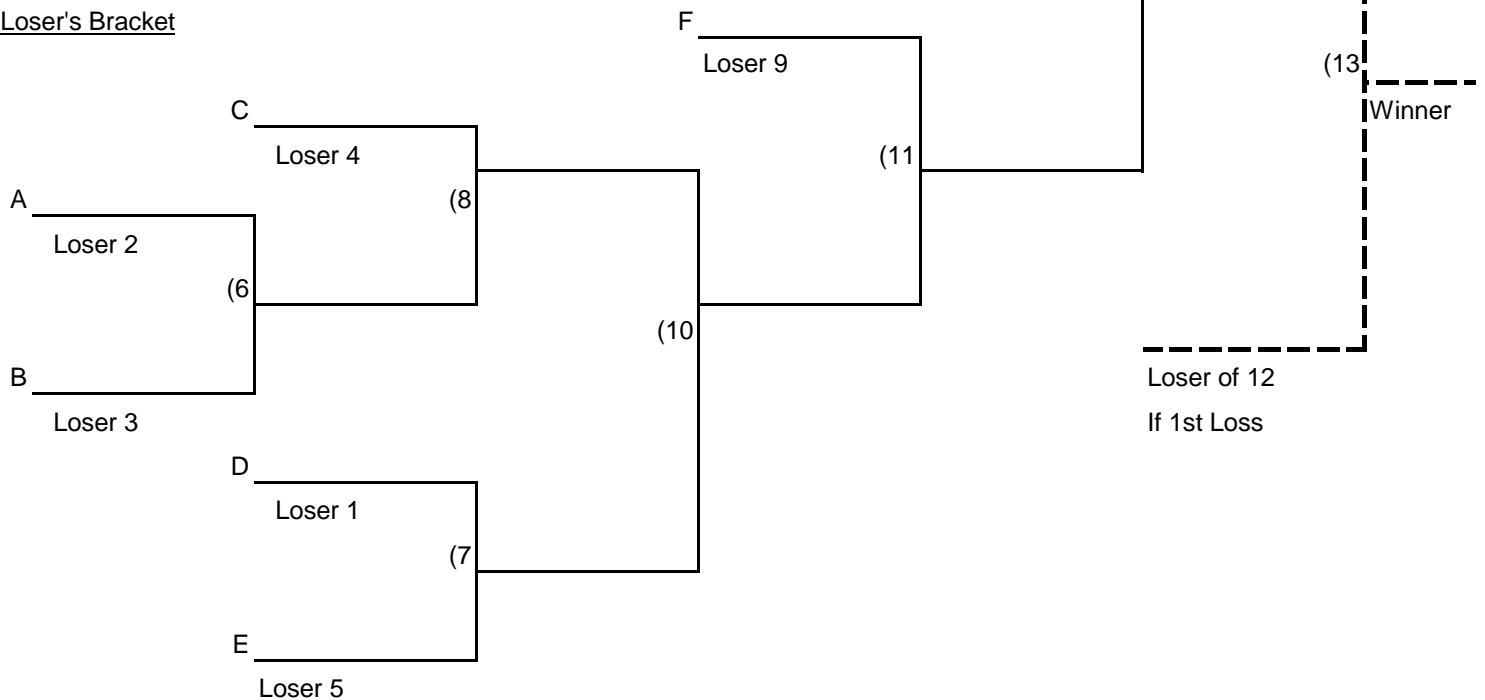 Loser's Bracket
F
Loser 9
(13
Winner
C
Loser 4
(11
A
(8
Loser 2
(6
(10
B
Loser 3
Loser of 12
If 1st Loss
D
Loser 1
(7
E
Loser 5